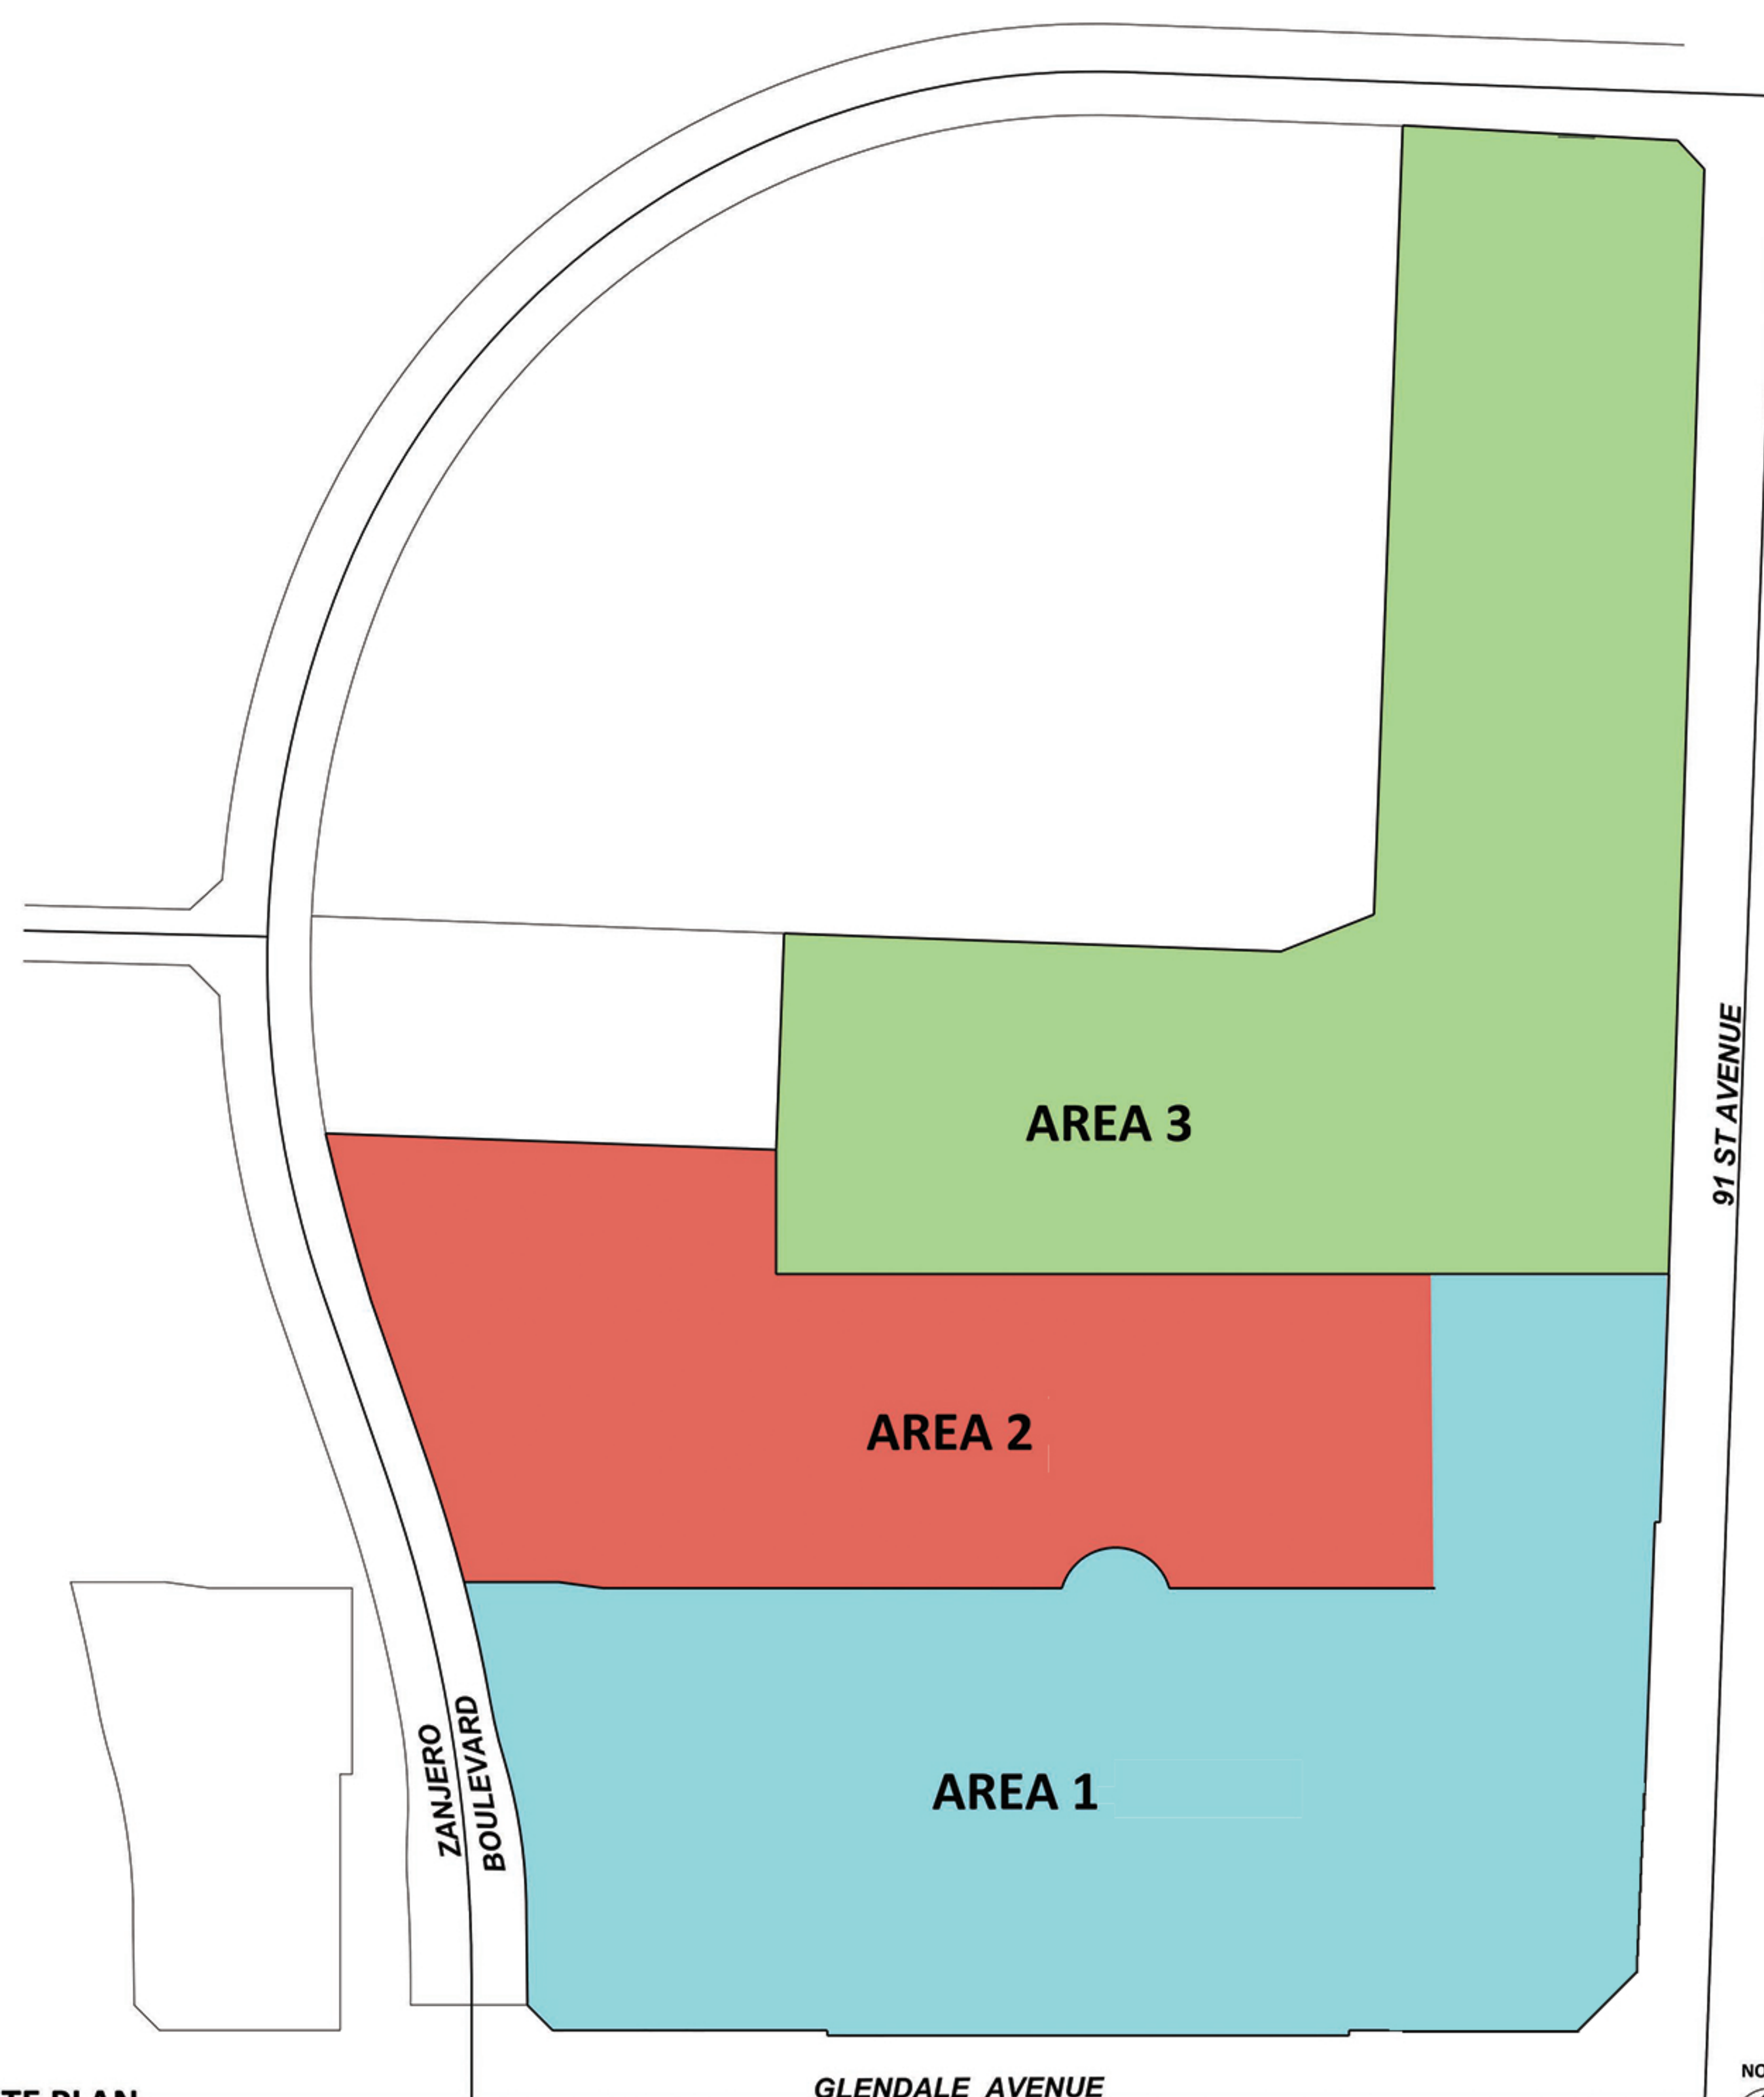 AREA 3
91 ST AVENUE
AREA 2
ZANJERO
BOULEVARD
AREA 1
GLENDALE AVENUE